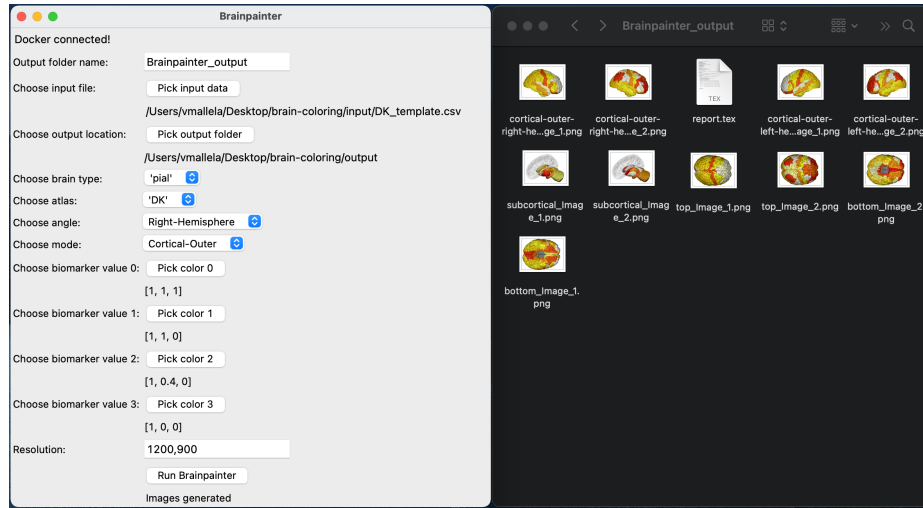 Brainpainter
Docker connected!
Output folder name: Brainpainter_output
Choose input file: Pick input data
/Users/vmallela/Desktop/brain-coloring/input/DK_template.csv
Choose output location: Pick output folder
/Users/vmallela/Desktop/brain-coloring/output
Choose brain type: 'pial'
Choose atlas: 'DK'
Choose angle: Right-Hemisphere
Choose mode: Cortical-Outer
Choose biomarker value 0: Pick color 0
[1, 1, 1]
Choose biomarker value 1: Pick color 1
[1, 1, 0]
Choose biomarker value 2: Pick color 2
[1, 0.4, 0]
Choose biomarker value 3: Pick color 3
[1, 0, 0]
Resolution: 1200,900
Run Brainpainter
Images generated
Brainpainter_output
TEX
cortical-outer-
right-he...ge_1.png
cortical-outer-
right-he...e_2.png
report.tex
cortical-outer-
left-he...age_1.png
cortical-outer-
left-he...ge_2.png
subcortical_Imag
e_1.png
subcortical_Imag
e_2.png
top_Image_1.png
top_Image_2.png
bottom_Image_2.
png
bottom_Image_1.
png